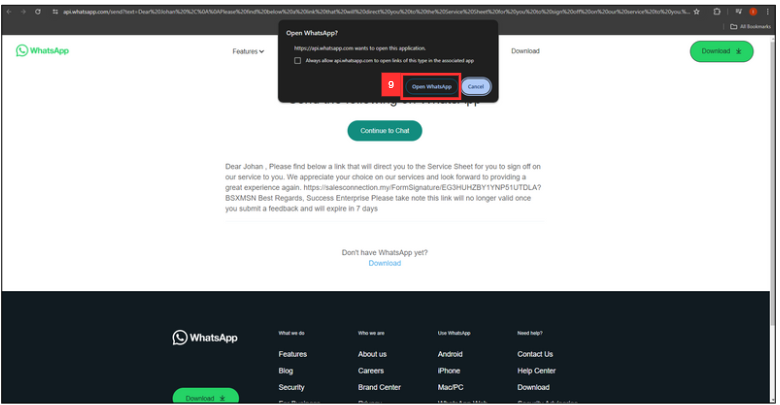 api.whatsapp.com/send?text=Dear%20Johan%20%2C%0A%0APlease%20find%20below%20a%20link%20that%20will%20direct%20you%20to%20the%20Service%20Sheet%20for%20you%20to%20sign%20off%20on%20our%20service%20to%20you.%...
All Bookmarks
WhatsApp
Features
Download
Download
Open WhatsApp?
https://api.whatsapp.com wants to open this application.
Always allow api.whatsapp.com to open links of this type in the associated app
9
Open WhatsApp
Cancel
Continue to Chat
Dear Johan , Please find below a link that will direct you to the Service Sheet for you to sign off on
our service to you. We appreciate your choice on our services and look forward to providing a
great experience again. https://salesconnection.my/FormSignature/EG3HUHZBY1YNP51UTDLA?
BSXMSN Best Regards, Success Enterprise Please take note this link will no longer valid once
you submit a feedback and will expire in 7 days
Don't have WhatsApp yet?
Download
WhatsApp
Download
What we do
Features
Blog
Security
Who we are
About us
Careers
Brand Center
Use WhatsApp
Android
iPhone
Mac/PC
Need help?
Contact Us
Help Center
Download